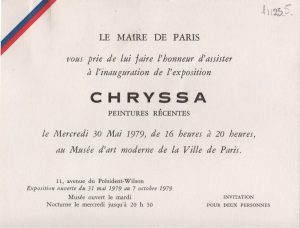 LE MAIRE DE PARIS
vous prie de lui faire l'honneur d'assister
à l'inauguration de l'exposition
CHRYSSA
PEINTURES RÉCENTES
le Mercredi 30 Mai 1979, de 16 heures à 20 heures,
au Musée d'art moderne de la Ville de Paris.
11, avenue du Président-Wilson
Exposition ouverte du 31 mai 1979 au 7 octobre 1979
Musée ouvert le mardi
Nocturne le mercredi jusqu'à 20 h 30
INVITATION
POUR DEUX PERSONNES